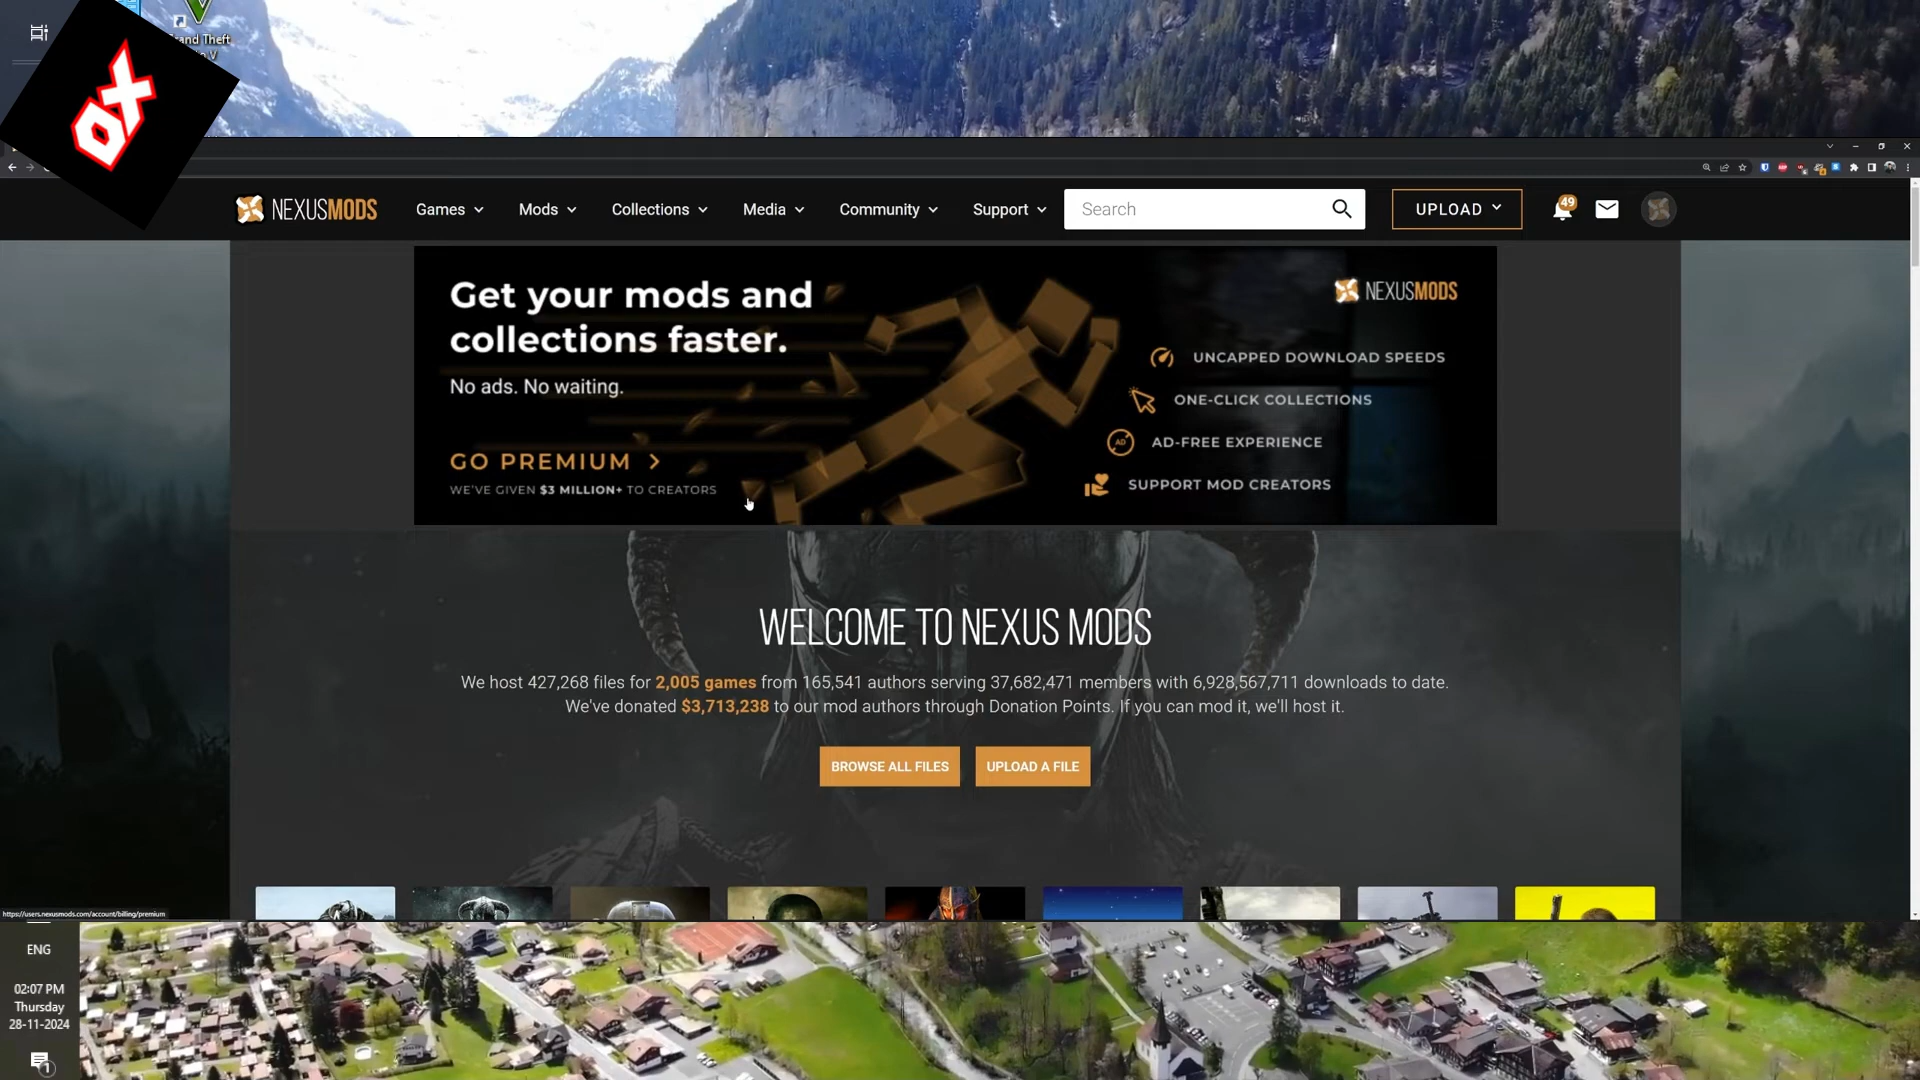 Grand Theft
V
OX
NEXUSMODS
Games
Mods
Collections
Media
Community
Support
Search
UPLOAD
49
Get your mods and
collections faster.
No ads. No waiting.
GO PREMIUM
WE'VE GIVEN $3 MILLION+ TO CREATORS
NEXUSMODS
UNCAPPED DOWNLOAD SPEEDS
ONE-CLICK COLLECTIONS
AD
AD-FREE EXPERIENCE
SUPPORT MOD CREATORS
WELCOME TO NEXUS MODS
We host 427,268 files for 2,005 games from 165,541 authors serving 37,682,471 members with 6,928,567,711 downloads to date.
We've donated $3,713,238 to our mod authors through Donation Points. If you can mod it, we'll host it.
BROWSE ALL FILES
UPLOAD A FILE
https://users.nexusmods.com/account/billing/premium
ENG
02:07 PM
Thursday
28-11-2024
1